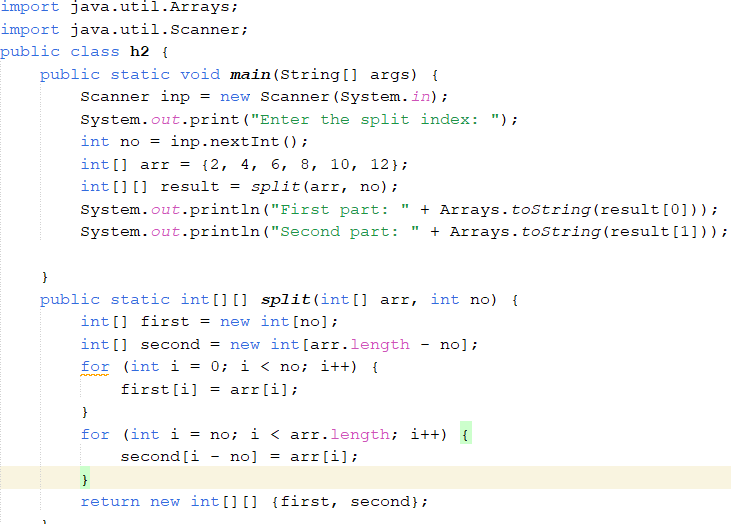 import java.util.Arrays;
import java.util.Scanner;
public class h2 {
    public static void main(String[] args) {
        Scanner inp = new Scanner(System.in);
        System.out.print("Enter the split index: ");
        int no = inp.nextInt();
        int[] arr = {2, 4, 6, 8, 10, 12};
        int[][] result = split(arr, no);
        System.out.println("First part: " + Arrays.toString(result[0]));
        System.out.println("Second part: " + Arrays.toString(result[1]));

    }
    public static int[][] split(int[] arr, int no) {
        int[] first = new int[no];
        int[] second = new int[arr.length - no];
        for (int i = 0; i < no; i++) {
            first[i] = arr[i];
        }
        for (int i = no; i < arr.length; i++) {
            second[i - no] = arr[i];
        }
        return new int[][] {first, second};
    }